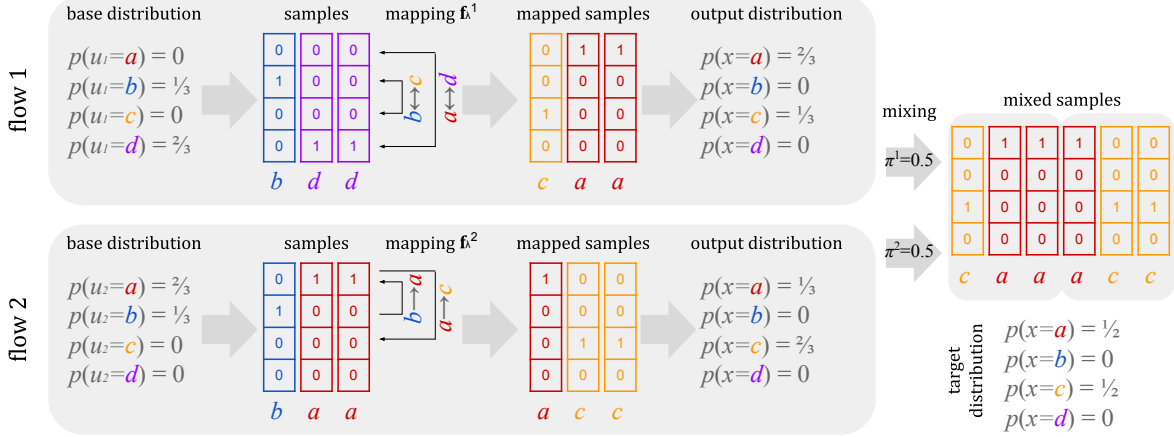 flow 1
base distribution
p(u₁=a) = 0
p(u₁=b) = ⅓
p(u₁=c) = 0
p(u₁=d) = ⅔
samples
0 0 0
1 0 0
0 0 0
0 1 1
b d d
mapping fλ¹
b↔c
a↔d
mapped samples
0 1 1
0 0 0
1 0 0
0 0 0
c a a
output distribution
p(x=a) = ⅔
p(x=b) = 0
p(x=c) = ⅓
p(x=d) = 0
flow 2
base distribution
p(u₂=a) = ⅔
p(u₂=b) = ⅓
p(u₂=c) = 0
p(u₂=d) = 0
samples
0 1 1
1 0 0
0 0 0
0 0 0
b a a
mapping fλ²
b→a
a→c
mapped samples
1 0 0
0 0 0
0 1 1
0 0 0
a c c
output distribution
p(x=a) = ⅓
p(x=b) = 0
p(x=c) = ⅔
p(x=d) = 0
mixing
π¹=0.5
π²=0.5
mixed samples
0 1 1 1 0 0
0 0 0 0 0 0
1 0 0 0 1 1
0 0 0 0 0 0
c a a a c c
target
distribution
p(x=a) = ½
p(x=b) = 0
p(x=c) = ½
p(x=d) = 0